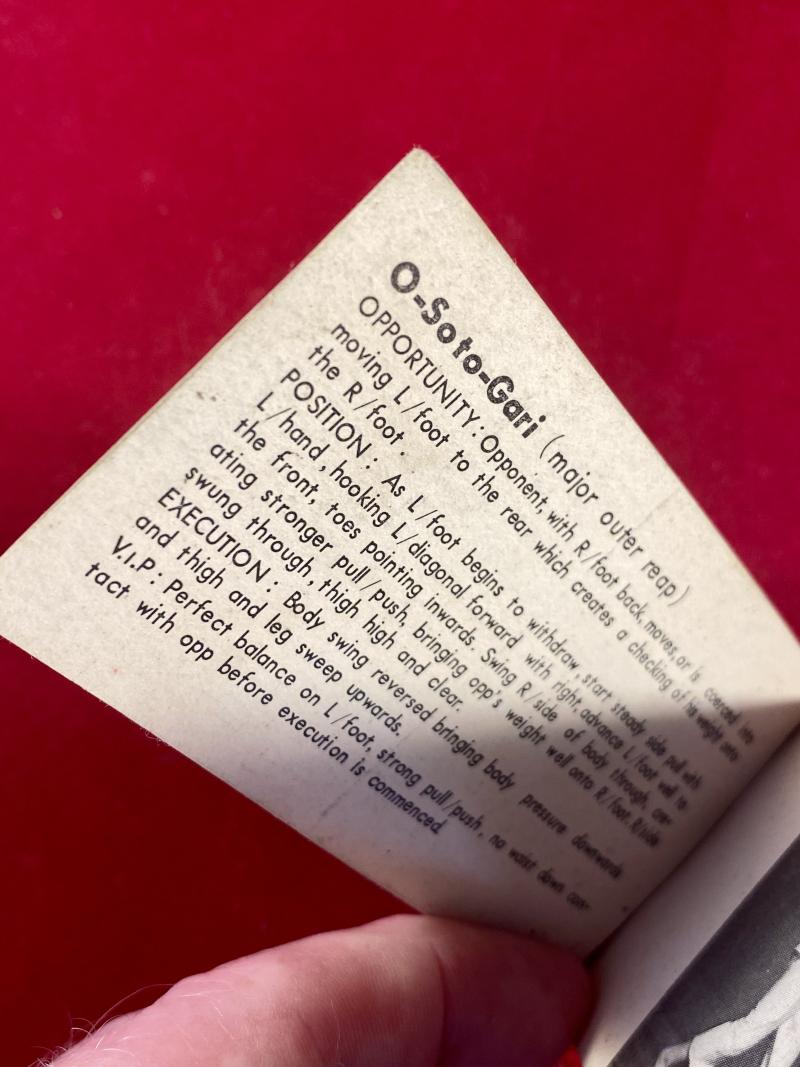 O-Soto-Gari (major outer reap)
OPPORTUNITY: Opponent, with R/foot back, moves, or is coerced into
moving L/foot to the rear which creates a checking of his weight onto
the R/foot.
POSITION: As L/foot begins to withdraw, start steady side pull with
L/hand, hooking L/diagonal forward with right, advance L/foot well to
the front, toes pointing inwards. Swing R/side of body through, cre-
ating stronger pull/push, bringing opp's weight well onto R/foot. R/side
swung through, thigh high and clear.
EXECUTION: Body swing reversed bringing body pressure downwards
and thigh and leg sweep upwards.
V.I.P: Perfect balance on L/foot, strong pull/push, no waist down con-
tact with opp before execution is commenced.